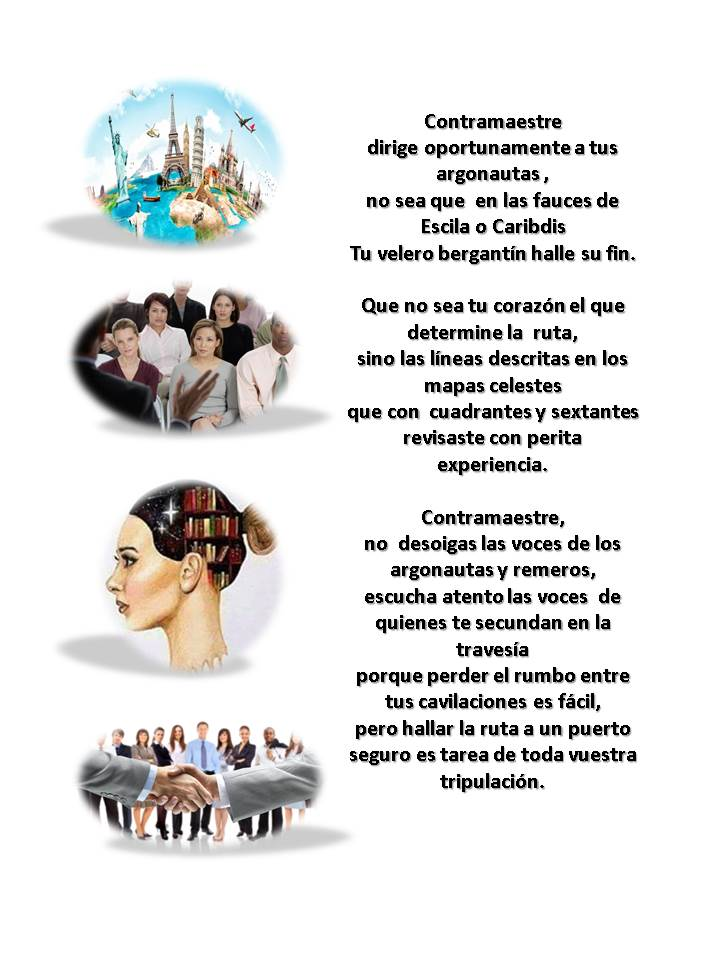 Contramaestre
dirige oportunamente a tus
argonautas ,
no sea que en las fauces de
Escila o Caribdis
Tu velero bergantín halle su fin.
Que no sea tu corazón el que
determine la ruta,
sino las líneas descritas en los
mapas celestes
que con cuadrantes y sextantes
revisaste con perita
experiencia.
Contramaestre,
no desoigas las voces de los
argonautas y remeros,
escucha atento las voces de
quienes te secundan en la
travesía
porque perder el rumbo entre
tus cavilaciones es fácil,
pero hallar la ruta a un puerto
seguro es tarea de toda vuestra
tripulación.